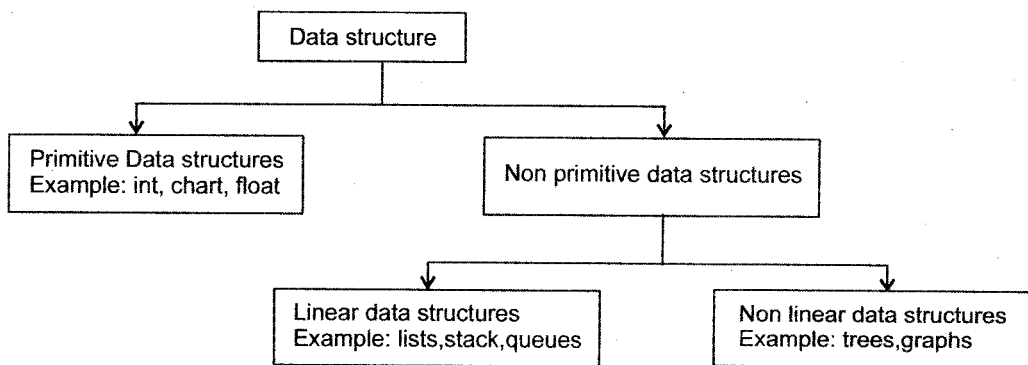 Data structure
Primitive Data structures
Example: int, chart, float
Non primitive data structures
Linear data structures
Example: lists,stack,queues
Non linear data structures
Example: trees,graphs